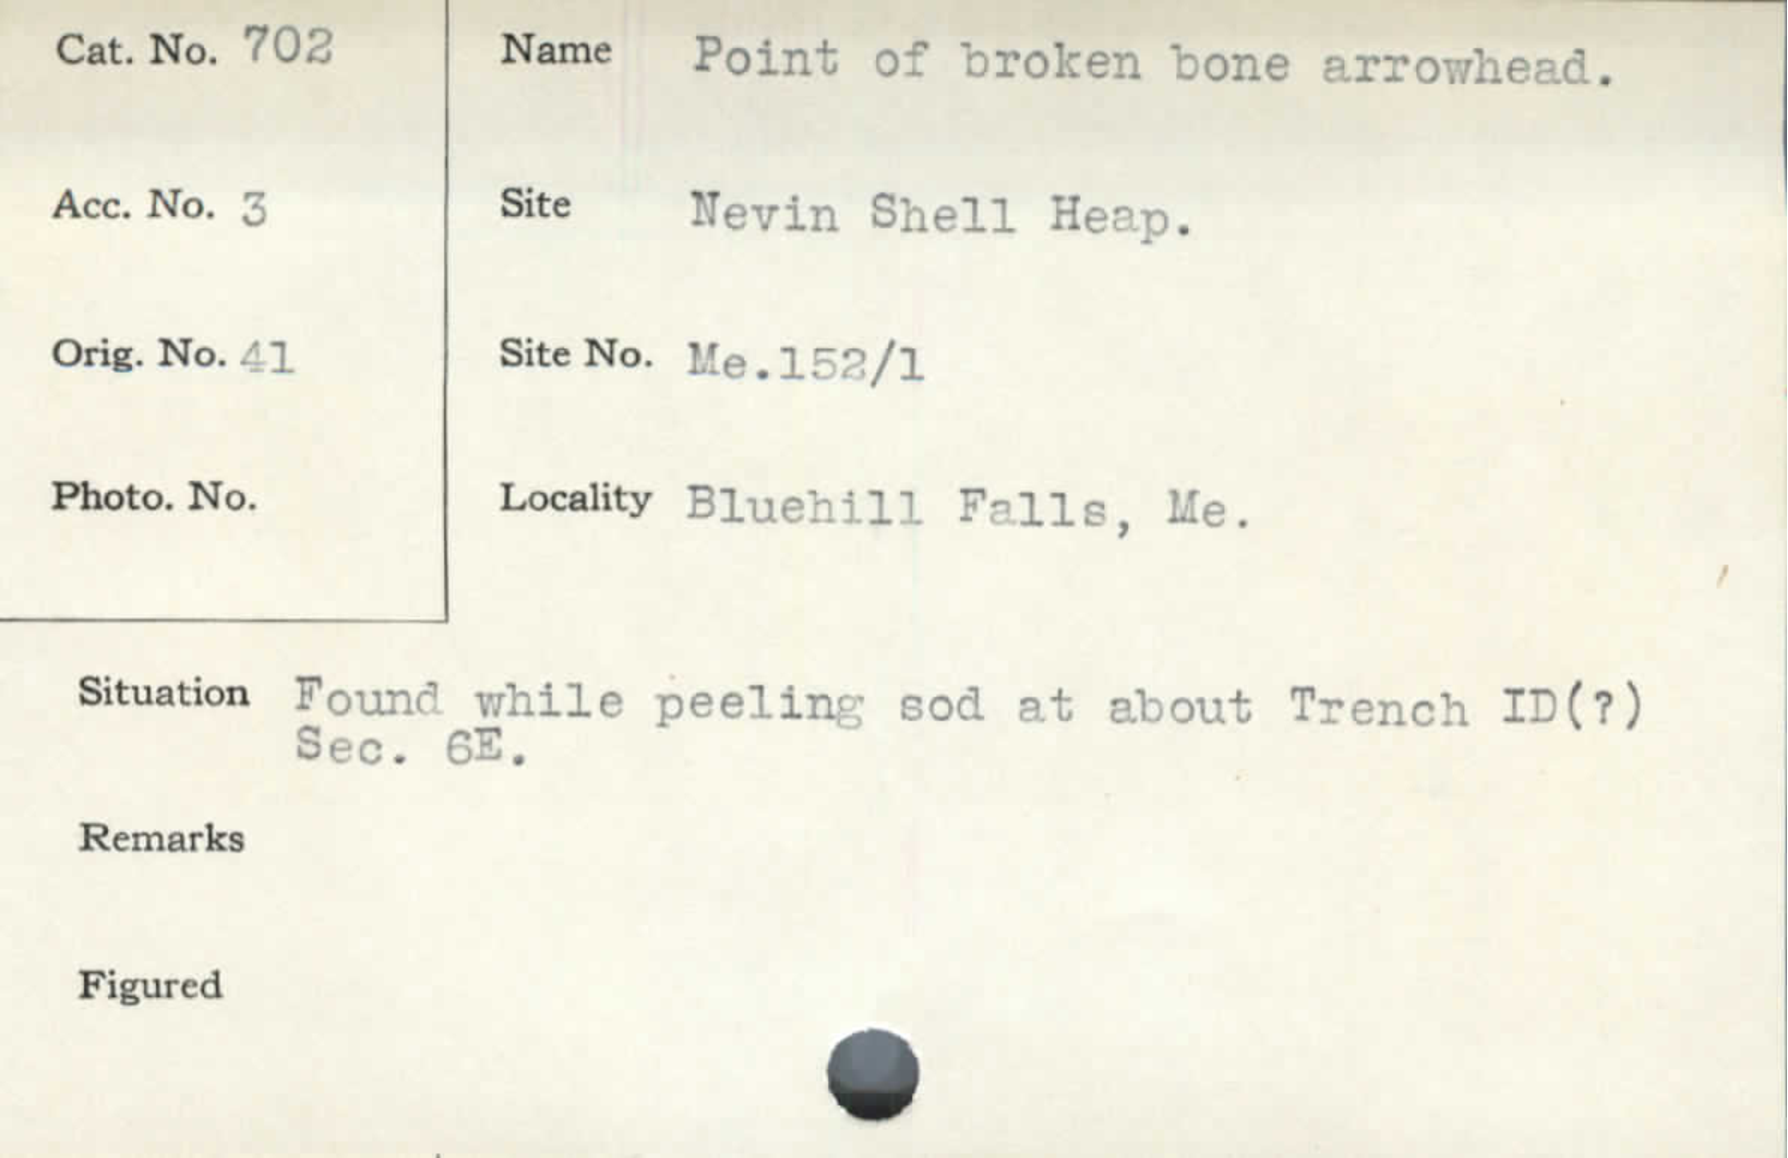 Cat. No. 702
Name Point of broken bone arrowhead.
Acc. No. 3
Site Nevin Shell Heap.
Orig. No. 41
Site No. Me.152/1
Photo. No.
Locality Bluehill Falls, Me.
Situation Found while peeling sod at about Trench ID(?)
Sec. 6E.
Remarks
Figured